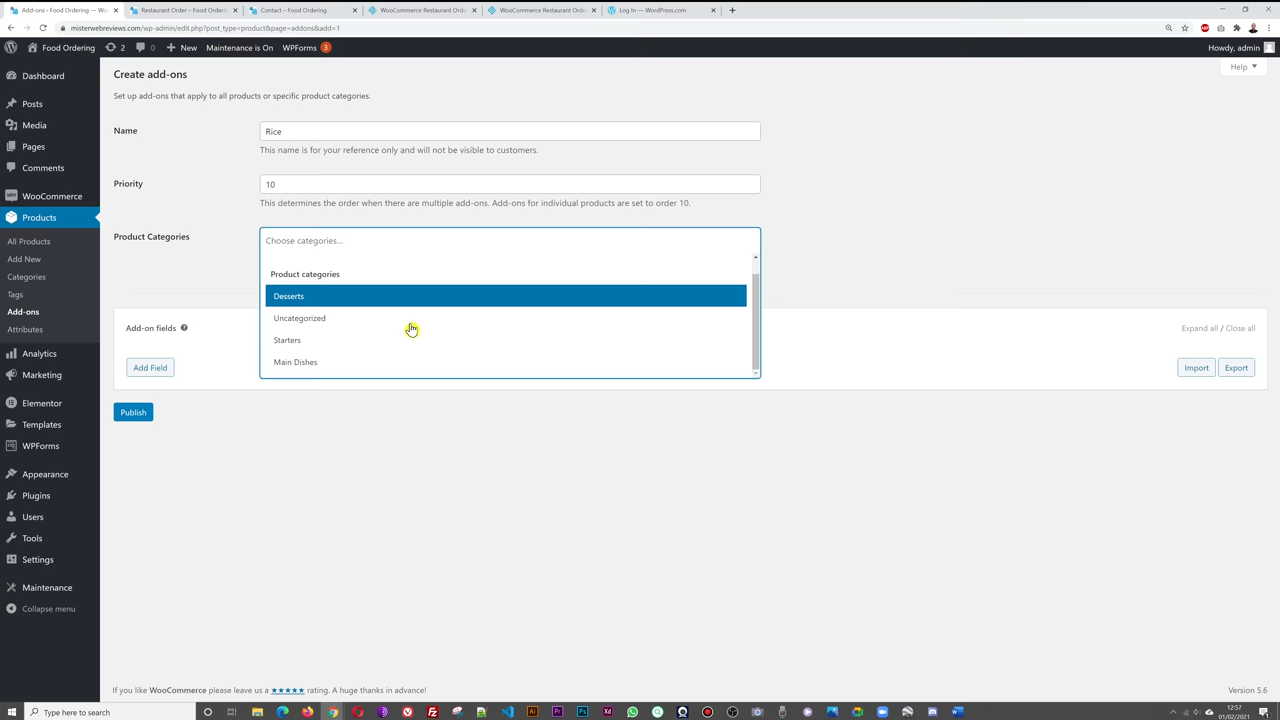 Add-ons ‹ Food Ordering — Wo
Restaurant Order – Food Ordering
Contact – Food Ordering
WooCommerce Restaurant Ord
WooCommerce Restaurant Ord
Log In — WordPress.com
misterwebreviews.com/wp-admin/edit.php?post_type=product&page=addons&add=1
Food Ordering
2
0
New
Maintenance is On
WPForms 3
Howdy, admin
Dashboard
Posts
Media
Pages
Comments
WooCommerce
Products
All Products
Add New
Categories
Tags
Add-ons
Attributes
Analytics
Marketing
Elementor
Templates
WPForms
Appearance
Plugins
Users
Tools
Settings
Maintenance
Collapse menu
Help
Create add-ons
Set up add-ons that apply to all products or specific product categories.
Name
Rice
This name is for your reference only and will not be visible to customers.
Priority
10
This determines the order when there are multiple add-ons. Add-ons for individual products are set to order 10.
Product Categories
Choose categories...
Product categories
Desserts
Uncategorized
Starters
Main Dishes
Add-on fields
Expand all / Close all
Add Field
Import
Export
Publish
If you like WooCommerce please leave us a ★★★★★ rating. A huge thanks in advance!
Version 5.6
Type here to search
12:57
01/02/2021